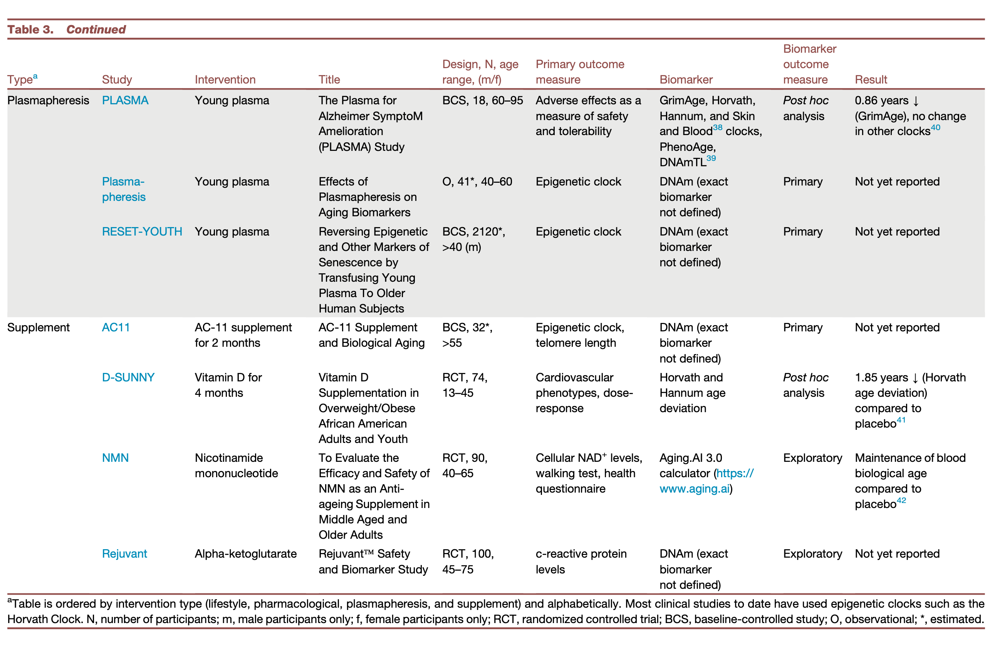 Table 3. Continued
Typea Study Intervention Title Design, N, age range, (m/f) Primary outcome measure Biomarker Biomarker outcome measure Result
Plasmapheresis
PLASMA
Young plasma
The Plasma for
Alzheimer SymptoM
Amelioration
(PLASMA) Study
BCS, 18, 60–95
Adverse effects as a
measure of safety
and tolerability
GrimAge, Horvath,
Hannum, and Skin
and Blood38 clocks,
PhenoAge,
DNAmTL39
Post hoc
analysis
0.86 years ↓
(GrimAge), no change
in other clocks40
Plasma-
pheresis
Young plasma
Effects of
Plasmapheresis on
Aging Biomarkers
O, 41*, 40–60
Epigenetic clock
DNAm (exact
biomarker
not defined)
Primary
Not yet reported
RESET-YOUTH
Young plasma
Reversing Epigenetic
and Other Markers of
Senescence by
Transfusing Young
Plasma To Older
Human Subjects
BCS, 2120*,
>40 (m)
Epigenetic clock
DNAm (exact
biomarker
not defined)
Primary
Not yet reported
Supplement
AC11
AC-11 supplement
for 2 months
AC-11 Supplement
and Biological Aging
BCS, 32*,
>55
Epigenetic clock,
telomere length
DNAm (exact
biomarker
not defined)
Primary
Not yet reported
D-SUNNY
Vitamin D for
4 months
Vitamin D
Supplementation in
Overweight/Obese
African American
Adults and Youth
RCT, 74,
13–45
Cardiovascular
phenotypes, dose-
response
Horvath and
Hannum age
deviation
Post hoc
analysis
1.85 years ↓ (Horvath
age deviation)
compared to
placebo41
NMN
Nicotinamide
mononucleotide
To Evaluate the
Efficacy and Safety of
NMN as an Anti-
ageing Supplement in
Middle Aged and
Older Adults
RCT, 90,
40–65
Cellular NAD+ levels,
walking test, health
questionnaire
Aging.AI 3.0
calculator (https://
www.aging.ai)
Exploratory
Maintenance of blood
biological age
compared to
placebo42
Rejuvant
Alpha-ketoglutarate
Rejuvant™ Safety
and Biomarker Study
RCT, 100,
45–75
c-reactive protein
levels
DNAm (exact
biomarker
not defined)
Exploratory
Not yet reported
aTable is ordered by intervention type (lifestyle, pharmacological, plasmapheresis, and supplement) and alphabetically. Most clinical studies to date have used epigenetic clocks such as the
Horvath Clock. N, number of participants; m, male participants only; f, female participants only; RCT, randomized controlled trial; BCS, baseline-controlled study; O, observational; *, estimated.